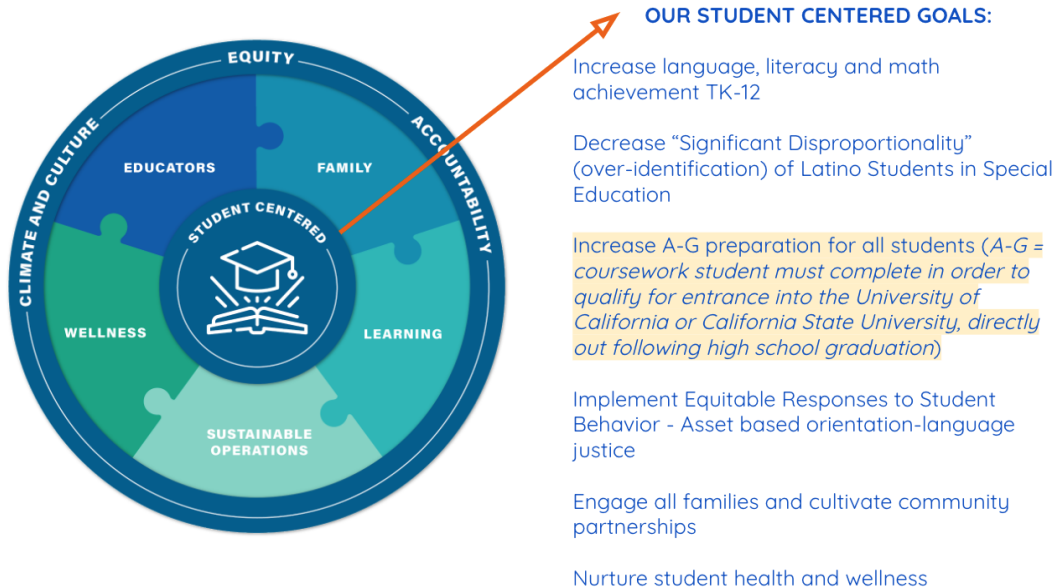 EQUITY
CLIMATE AND CULTURE
ACCOUNTABILITY
EDUCATORS
FAMILY
STUDENT CENTERED
WELLNESS
LEARNING
SUSTAINABLE
OPERATIONS
OUR STUDENT CENTERED GOALS:
Increase language, literacy and math
achievement TK-12
Decrease “Significant Disproportionality”
(over-identification) of Latino Students in Special
Education
Increase A-G preparation for all students (A-G =
coursework student must complete in order to
qualify for entrance into the University of
California or California State University, directly
out following high school graduation)
Implement Equitable Responses to Student
Behavior - Asset based orientation-language
justice
Engage all families and cultivate community
partnerships
Nurture student health and wellness